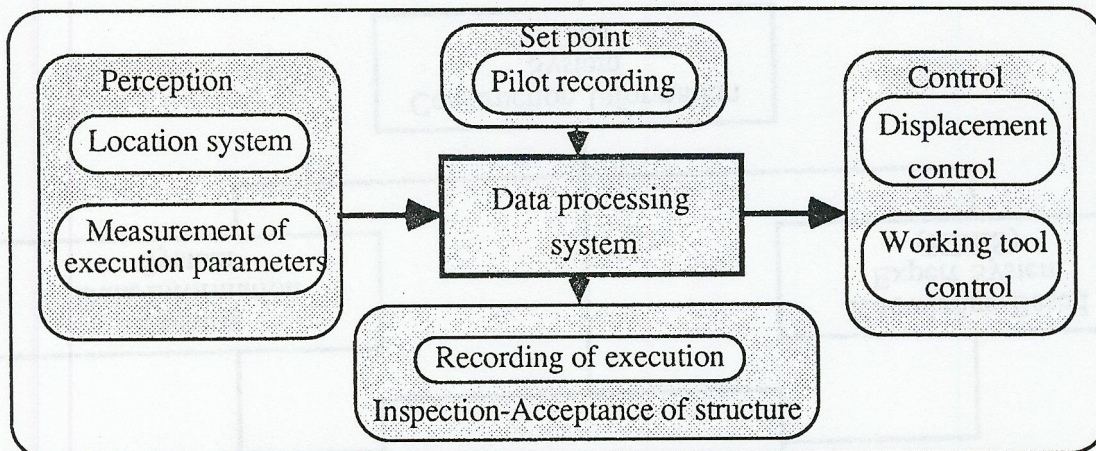 Set point
Pilot recording
Perception
Location system
Measurement of
execution parameters
Data processing
system
Control
Displacement
control
Working tool
control
Recording of execution
Inspection-Acceptance of structure